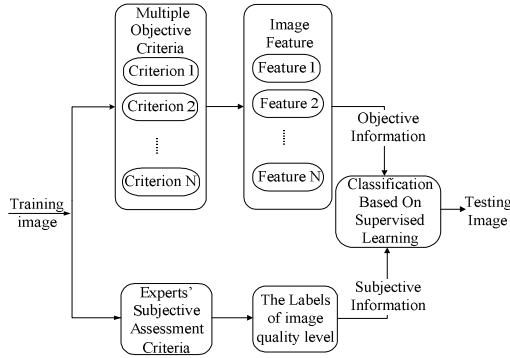 Multiple
Objective
Criteria
Criterion 1
Criterion 2
Criterion N
Image
Feature
Feature 1
Feature 2
Feature N
Objective
Information
Training
image
Classification
Based On
Supervised
Learning
Testing
Image
Experts'
Subjective
Assessment
Criteria
The Labels
of image
quality level
Subjective
Information